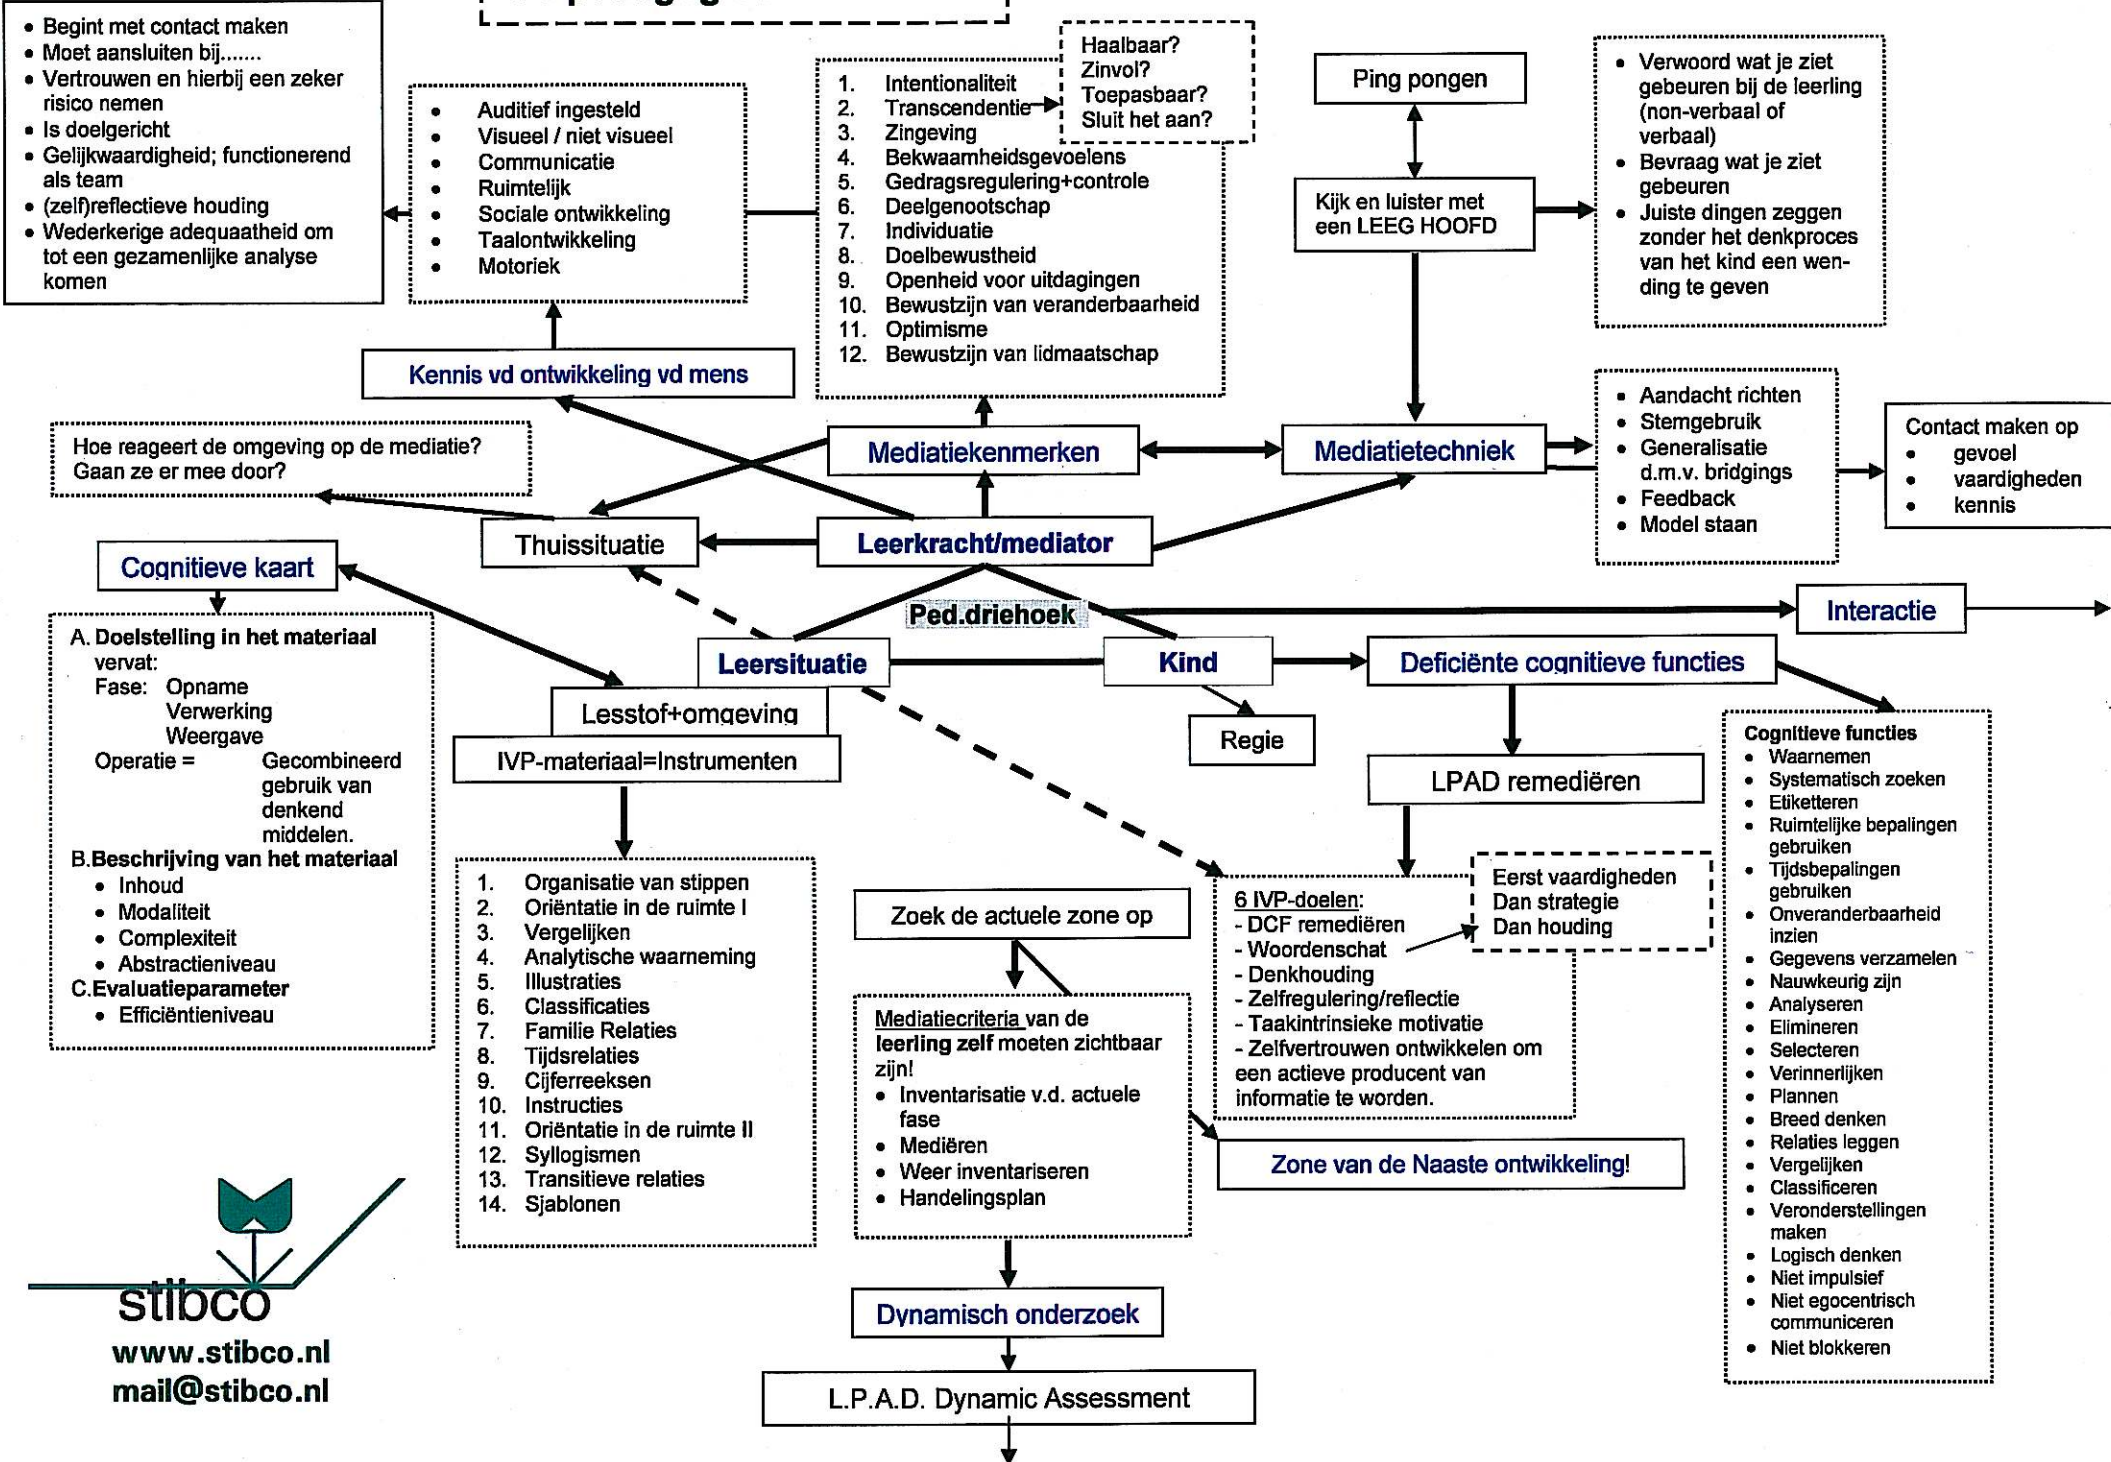 • Begint met contact maken
• Moet aansluiten bij.......
• Vertrouwen en hierbij een zeker
risico nemen
• Is doelgericht
• Gelijkwaardigheid; functionerend
als team
• (zelf)reflectieve houding
• Wederkerige adequaatheid om
tot een gezamenlijke analyse
komen
• Auditief ingesteld
• Visueel / niet visueel
• Communicatie
• Ruimtelijk
• Sociale ontwikkeling
• Taalontwikkeling
• Motoriek
1. Intentionaliteit
2. Transcendentie
3. Zingeving
4. Bekwaamheidsgevoelens
5. Gedragsregulering+controle
6. Deelgenootschap
7. Individuatie
8. Doelbewustheid
9. Openheid voor uitdagingen
10. Bewustzijn van veranderbaarheid
11. Optimisme
12. Bewustzijn van lidmaatschap
Haalbaar?
Zinvol?
Toepasbaar?
Sluit het aan?
Ping pongen
Kijk en luister met
een LEEG HOOFD
• Verwoord wat je ziet
gebeuren bij de leerling
(non-verbaal of
verbaal)
• Bevraag wat je ziet
gebeuren
• Juiste dingen zeggen
zonder het denkproces
van het kind een wen-
ding te geven
Kennis vd ontwikkeling vd mens
Hoe reageert de omgeving op de mediatie?
Gaan ze er mee door?
Mediatiekenmerken
Mediatietechniek
• Aandacht richten
• Stemgebruik
• Generalisatie
d.m.v. bridgings
• Feedback
• Model staan
Contact maken op
• gevoel
• vaardigheden
• kennis
Thuissituatie
Leerkracht/mediator
Cognitieve kaart
Ped.driehoek
Interactie
Leersituatie
Kind
Deficiënte cognitieve functies
Lesstof+omgeving
IVP-materiaal=Instrumenten
Regie
LPAD remediëren
A. Doelstelling in het materiaal
vervat:
Fase: Opname
Verwerking
Weergave
Operatie = Gecombineerd
gebruik van
denkend
middelen.
B.Beschrijving van het materiaal
• Inhoud
• Modaliteit
• Complexiteit
• Abstractieniveau
C.Evaluatieparameter
• Efficiëntieniveau
1. Organisatie van stippen
2. Oriëntatie in de ruimte I
3. Vergelijken
4. Analytische waarneming
5. Illustraties
6. Classificaties
7. Familie Relaties
8. Tijdsrelaties
9. Cijferreeksen
10. Instructies
11. Oriëntatie in de ruimte II
12. Syllogismen
13. Transitieve relaties
14. Sjablonen
Zoek de actuele zone op
Mediatiecriteria van de
leerling zelf moeten zichtbaar
zijn!
• Inventarisatie v.d. actuele
fase
• Mediëren
• Weer inventariseren
• Handelingsplan
6 IVP-doelen:
- DCF remediëren
- Woordenschat
- Denkhouding
- Zelfregulering/reflectie
- Taakintrinsieke motivatie
- Zelfvertrouwen ontwikkelen om
een actieve producent van
informatie te worden.
Eerst vaardigheden
Dan strategie
Dan houding
Zone van de Naaste ontwikkeling!
Cognitieve functies
• Waarnemen
• Systematisch zoeken
• Etiketteren
• Ruimtelijke bepalingen
gebruiken
• Tijdsbepalingen
gebruiken
• Onveranderbaarheid
inzien
• Gegevens verzamelen
• Nauwkeurig zijn
• Analyseren
• Elimineren
• Selecteren
• Verinnerlijken
• Plannen
• Breed denken
• Relaties leggen
• Vergelijken
• Classificeren
• Veronderstellingen
maken
• Logisch denken
• Niet impulsief
• Niet egocentrisch
communiceren
• Niet blokkeren
Dynamisch onderzoek
L.P.A.D. Dynamic Assessment
stibco
www.stibco.nl
mail@stibco.nl